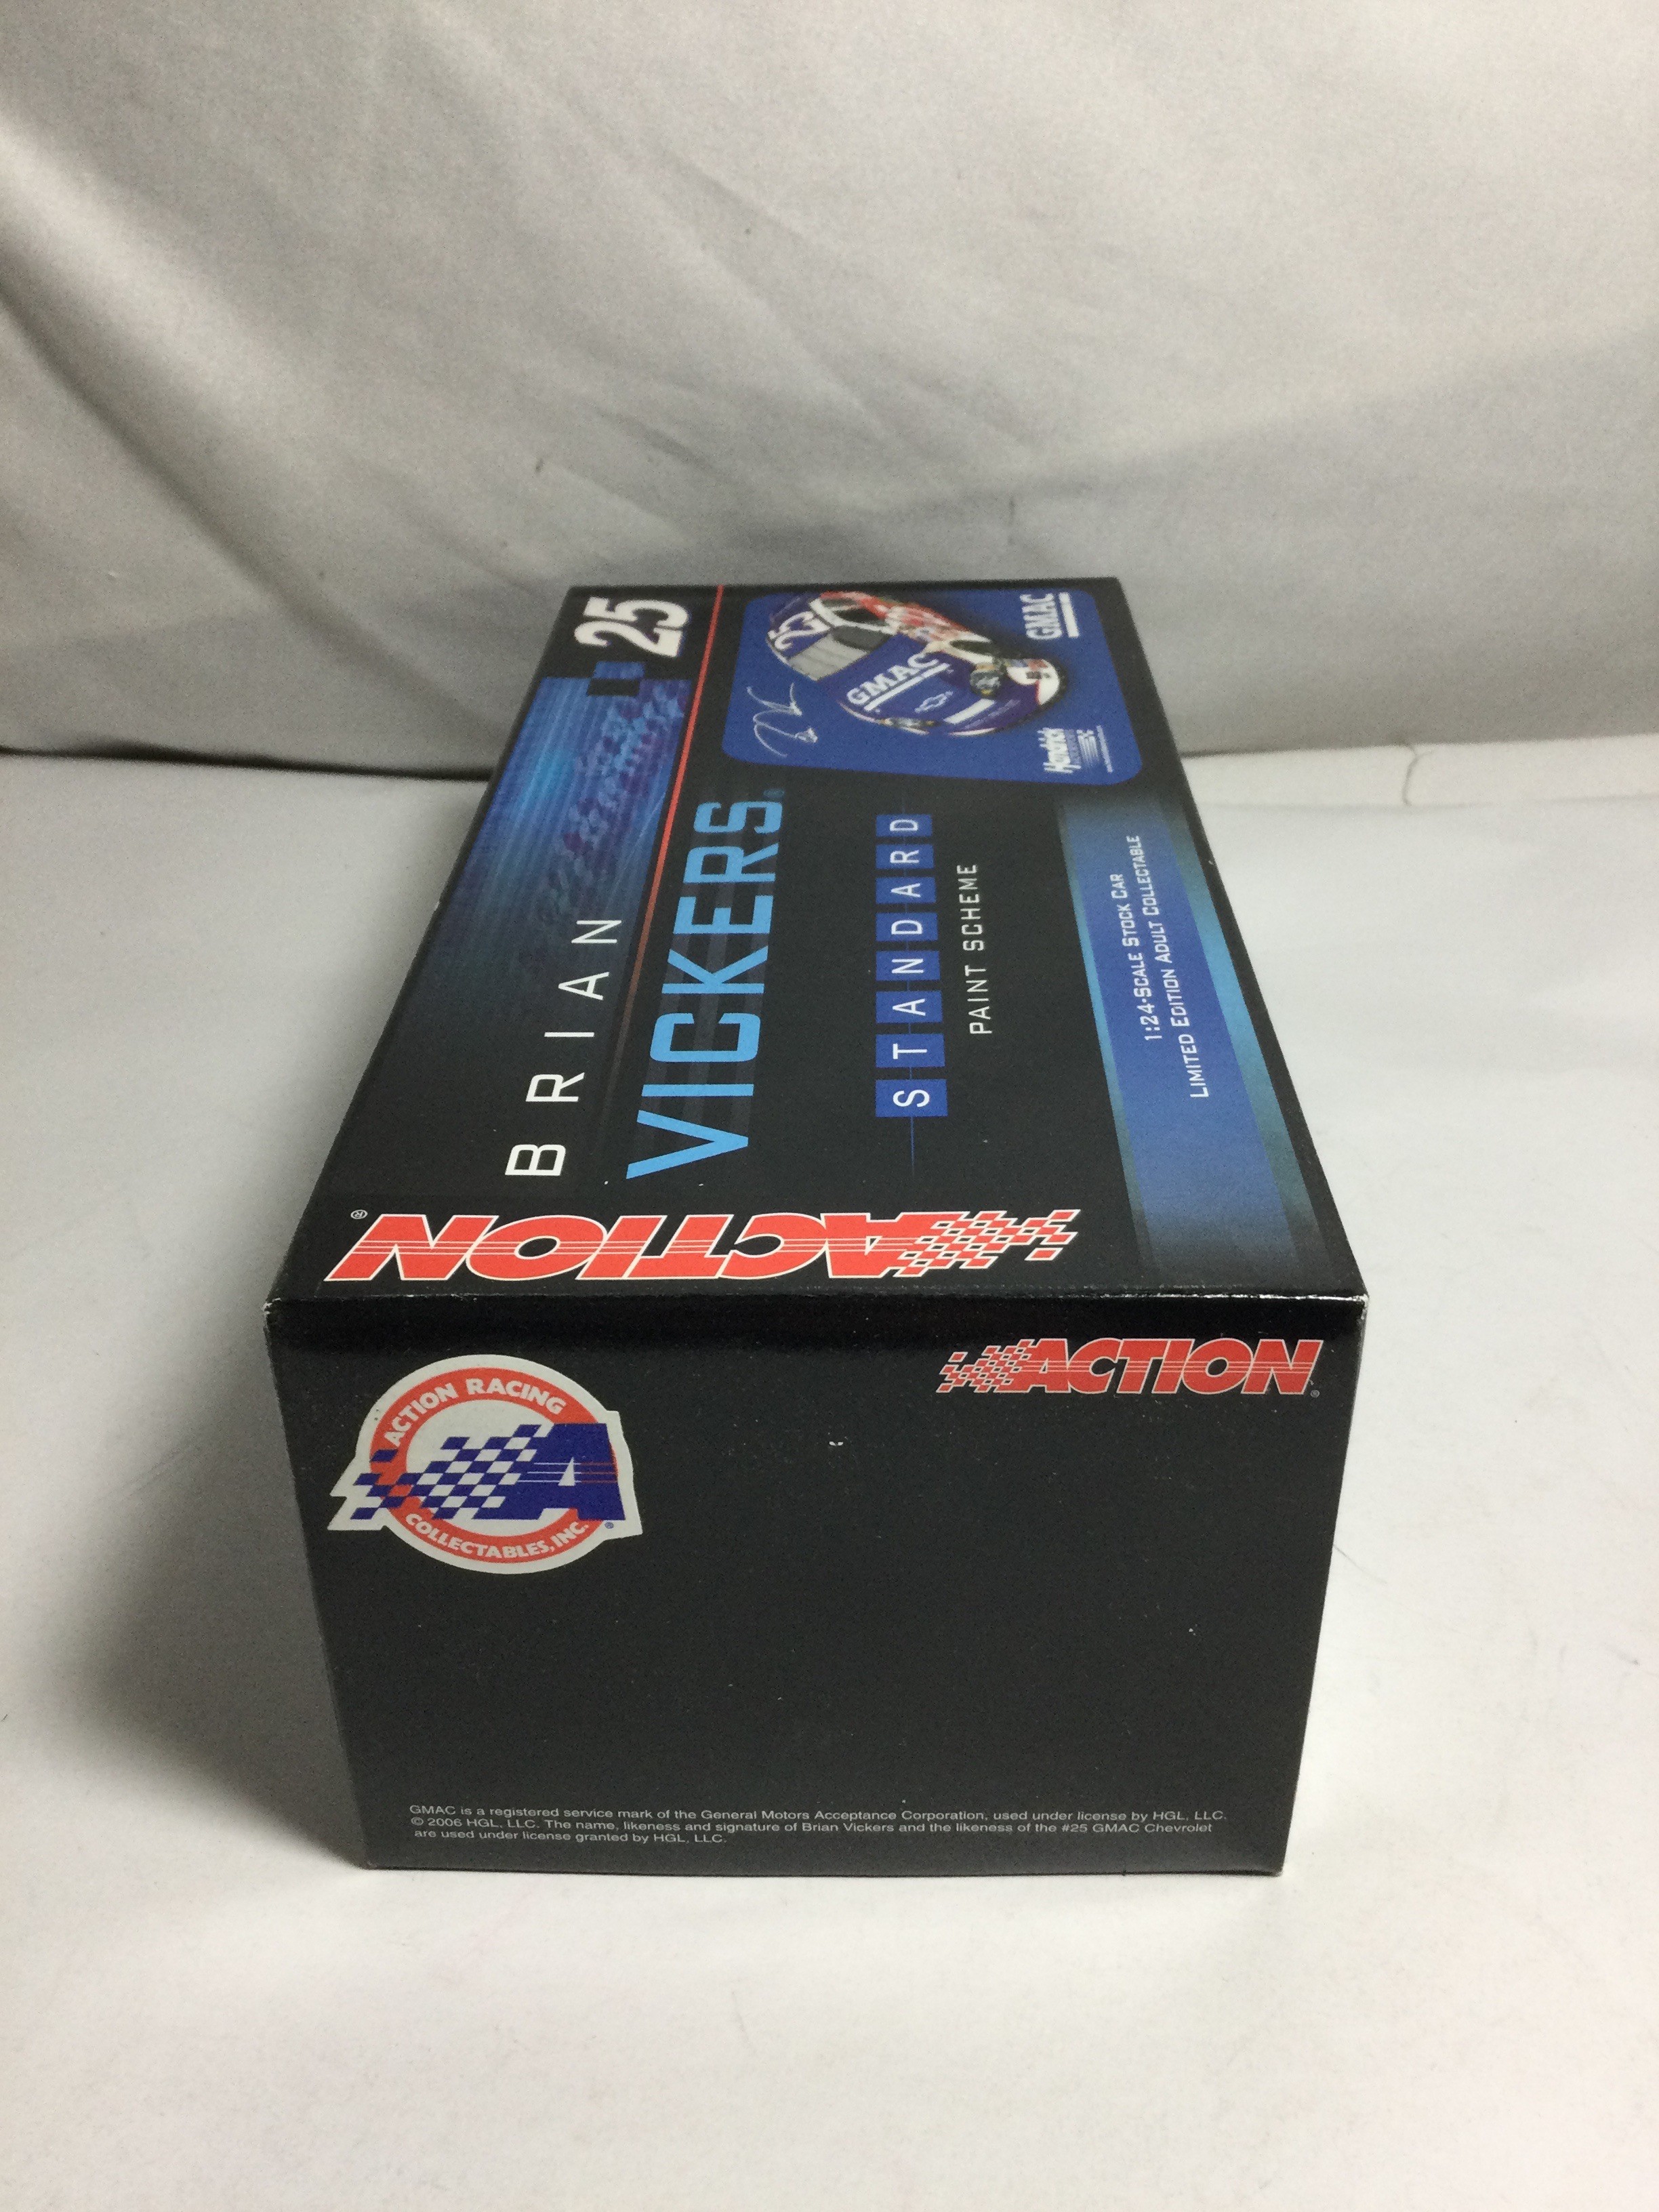 25
BRIAN
VICKERS®
STANDARD
PAINT SCHEME
1:24-SCALE STOCK CAR
LIMITED EDITION ADULT COLLECTABLE
25
GMAC
Hendrick
GMAC
ACTION®
ACTION®
ACTION RACING
A
COLLECTABLES, INC.®
GMAC is a registered service mark of the General Motors Acceptance Corporation, used under license by HGL, LLC.
© 2006 HGL, LLC. The name, likeness and signature of Brian Vickers and the likeness of the #25 GMAC Chevrolet
are used under license granted by HGL, LLC.